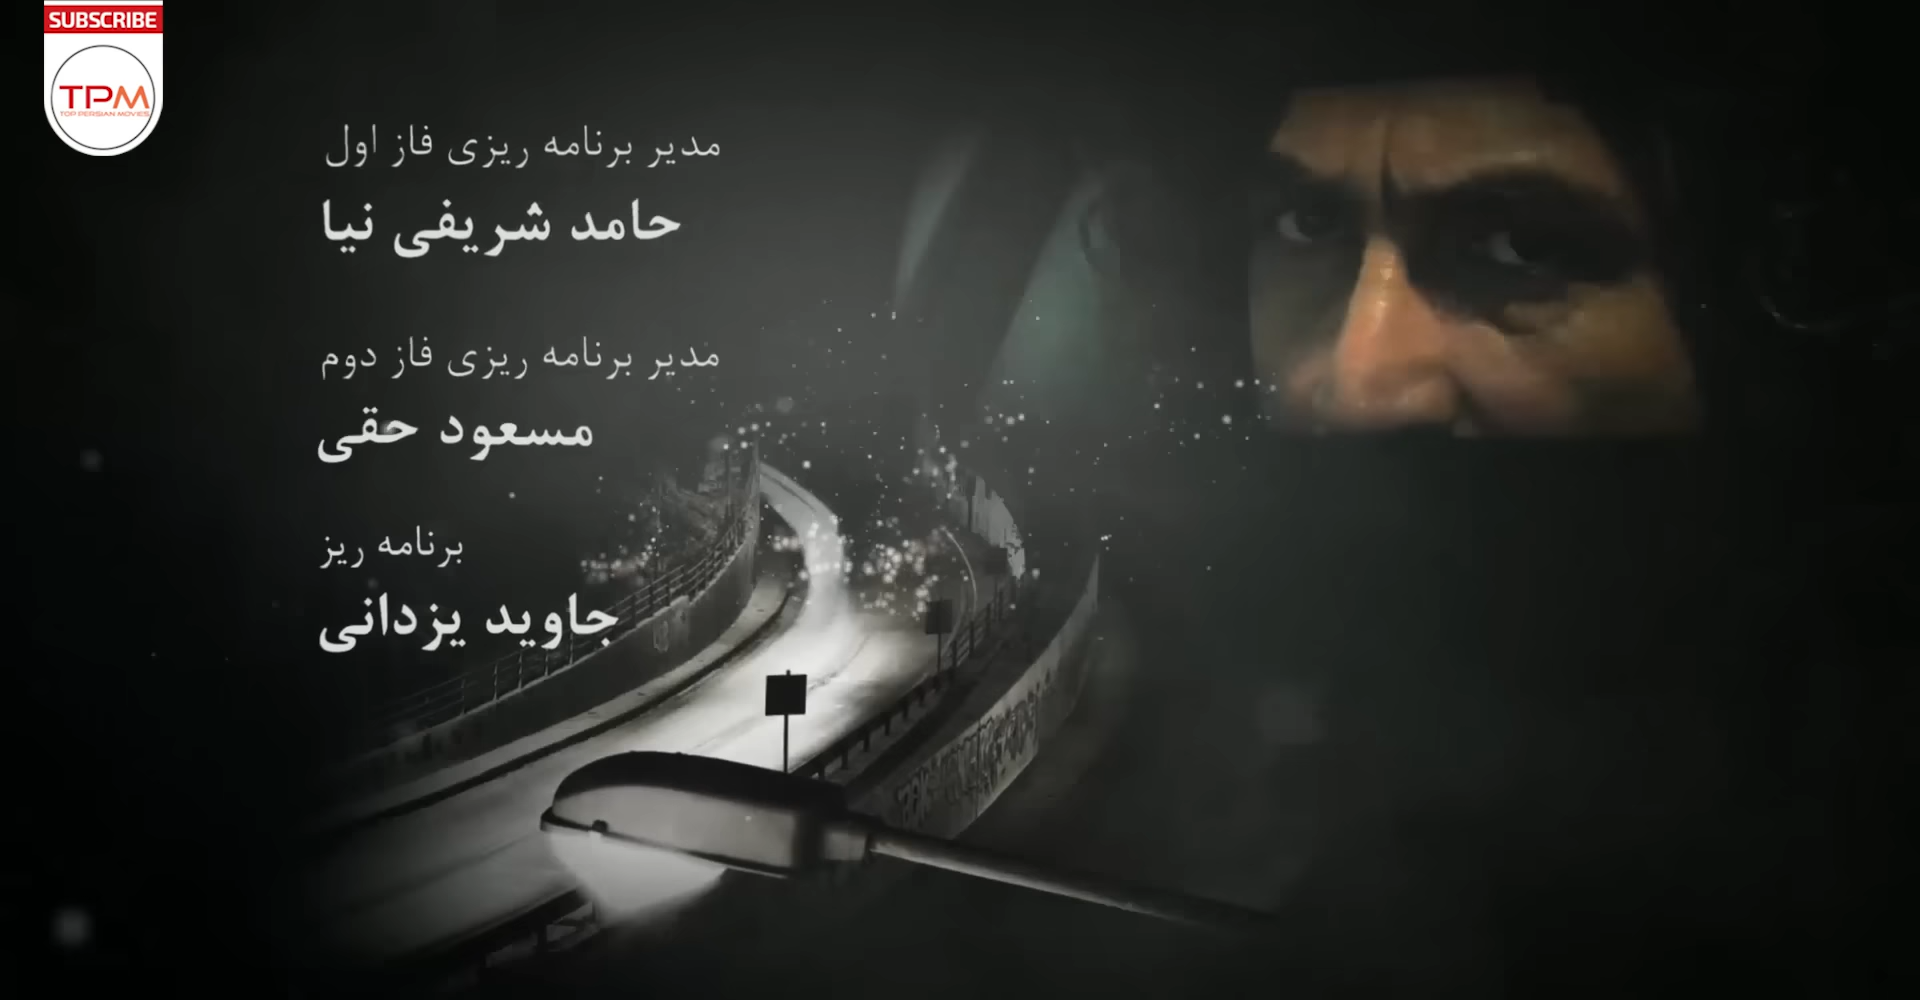 SUBSCRIBE
TPM
TOP PERSIAN MOVIES
مدیر برنامه ریزی فاز اول
حامد شریفی نیا
مدیر برنامه ریزی فاز دوم
مسعود حقی
برنامه ریز
جاوید یزدانی